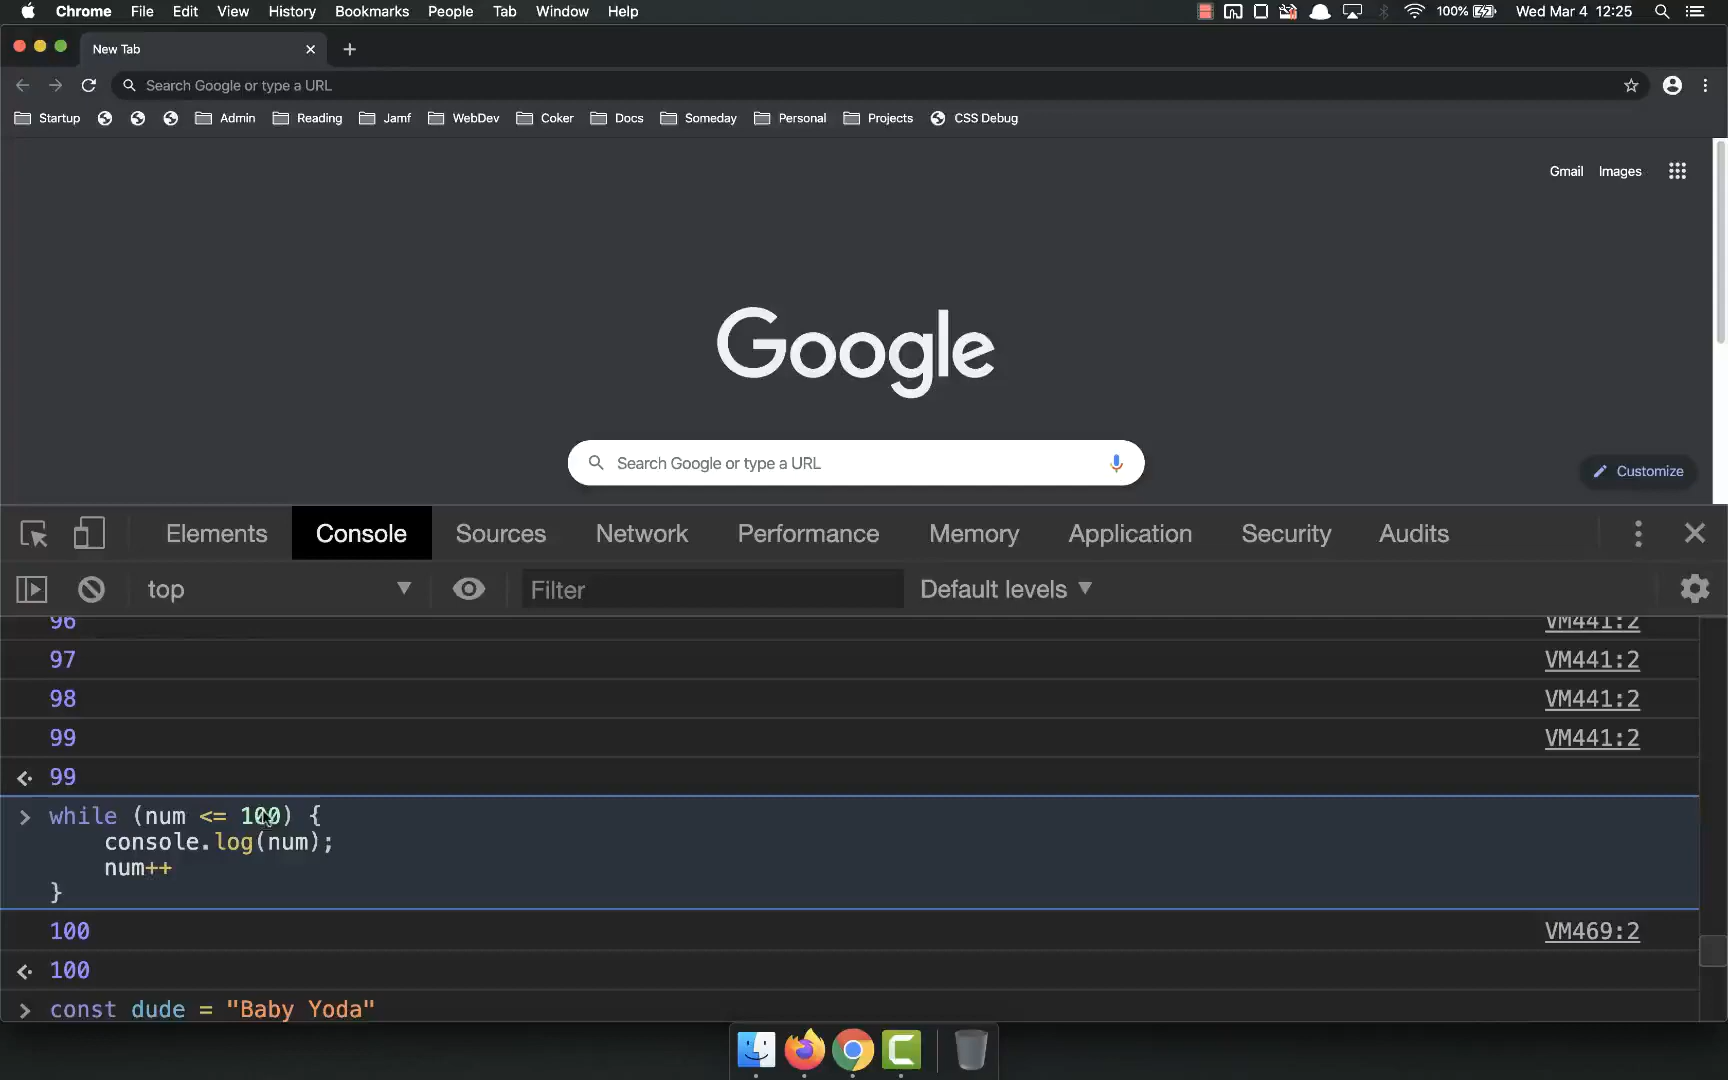 Chrome File Edit View History Bookmarks People Tab Window Help 100% Wed Mar 4 12:25
New Tab
Search Google or type a URL
Startup Admin Reading Jamf WebDev Coker Docs Someday Personal Projects CSS Debug
Gmail Images
Google
Search Google or type a URL
Customize
Elements Console Sources Network Performance Memory Application Security Audits
top Filter Default levels
96 VM441:2
97 VM441:2
98 VM441:2
99 VM441:2
99
while (num <= 100) {
console.log(num);
num++
}
100 VM469:2
100
const dude = "Baby Yoda"